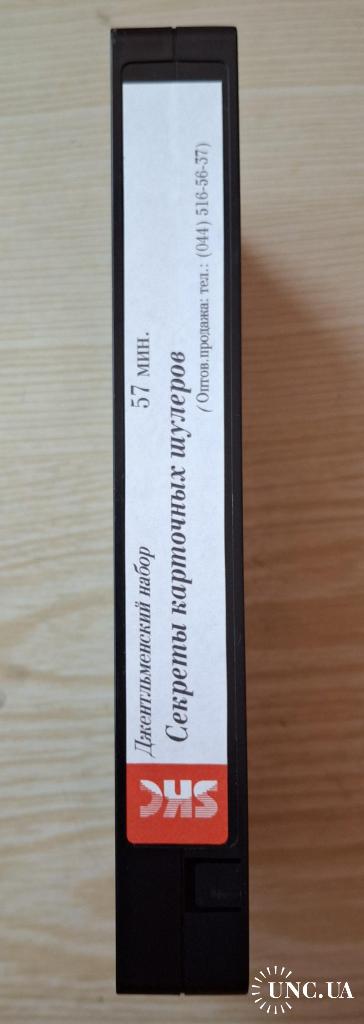 Джентльменский набор 57 мин.
Секреты карточных шулеров
( Оптов.продажа: тел.: (044) 516-56-37)
SKC
UNC.UA